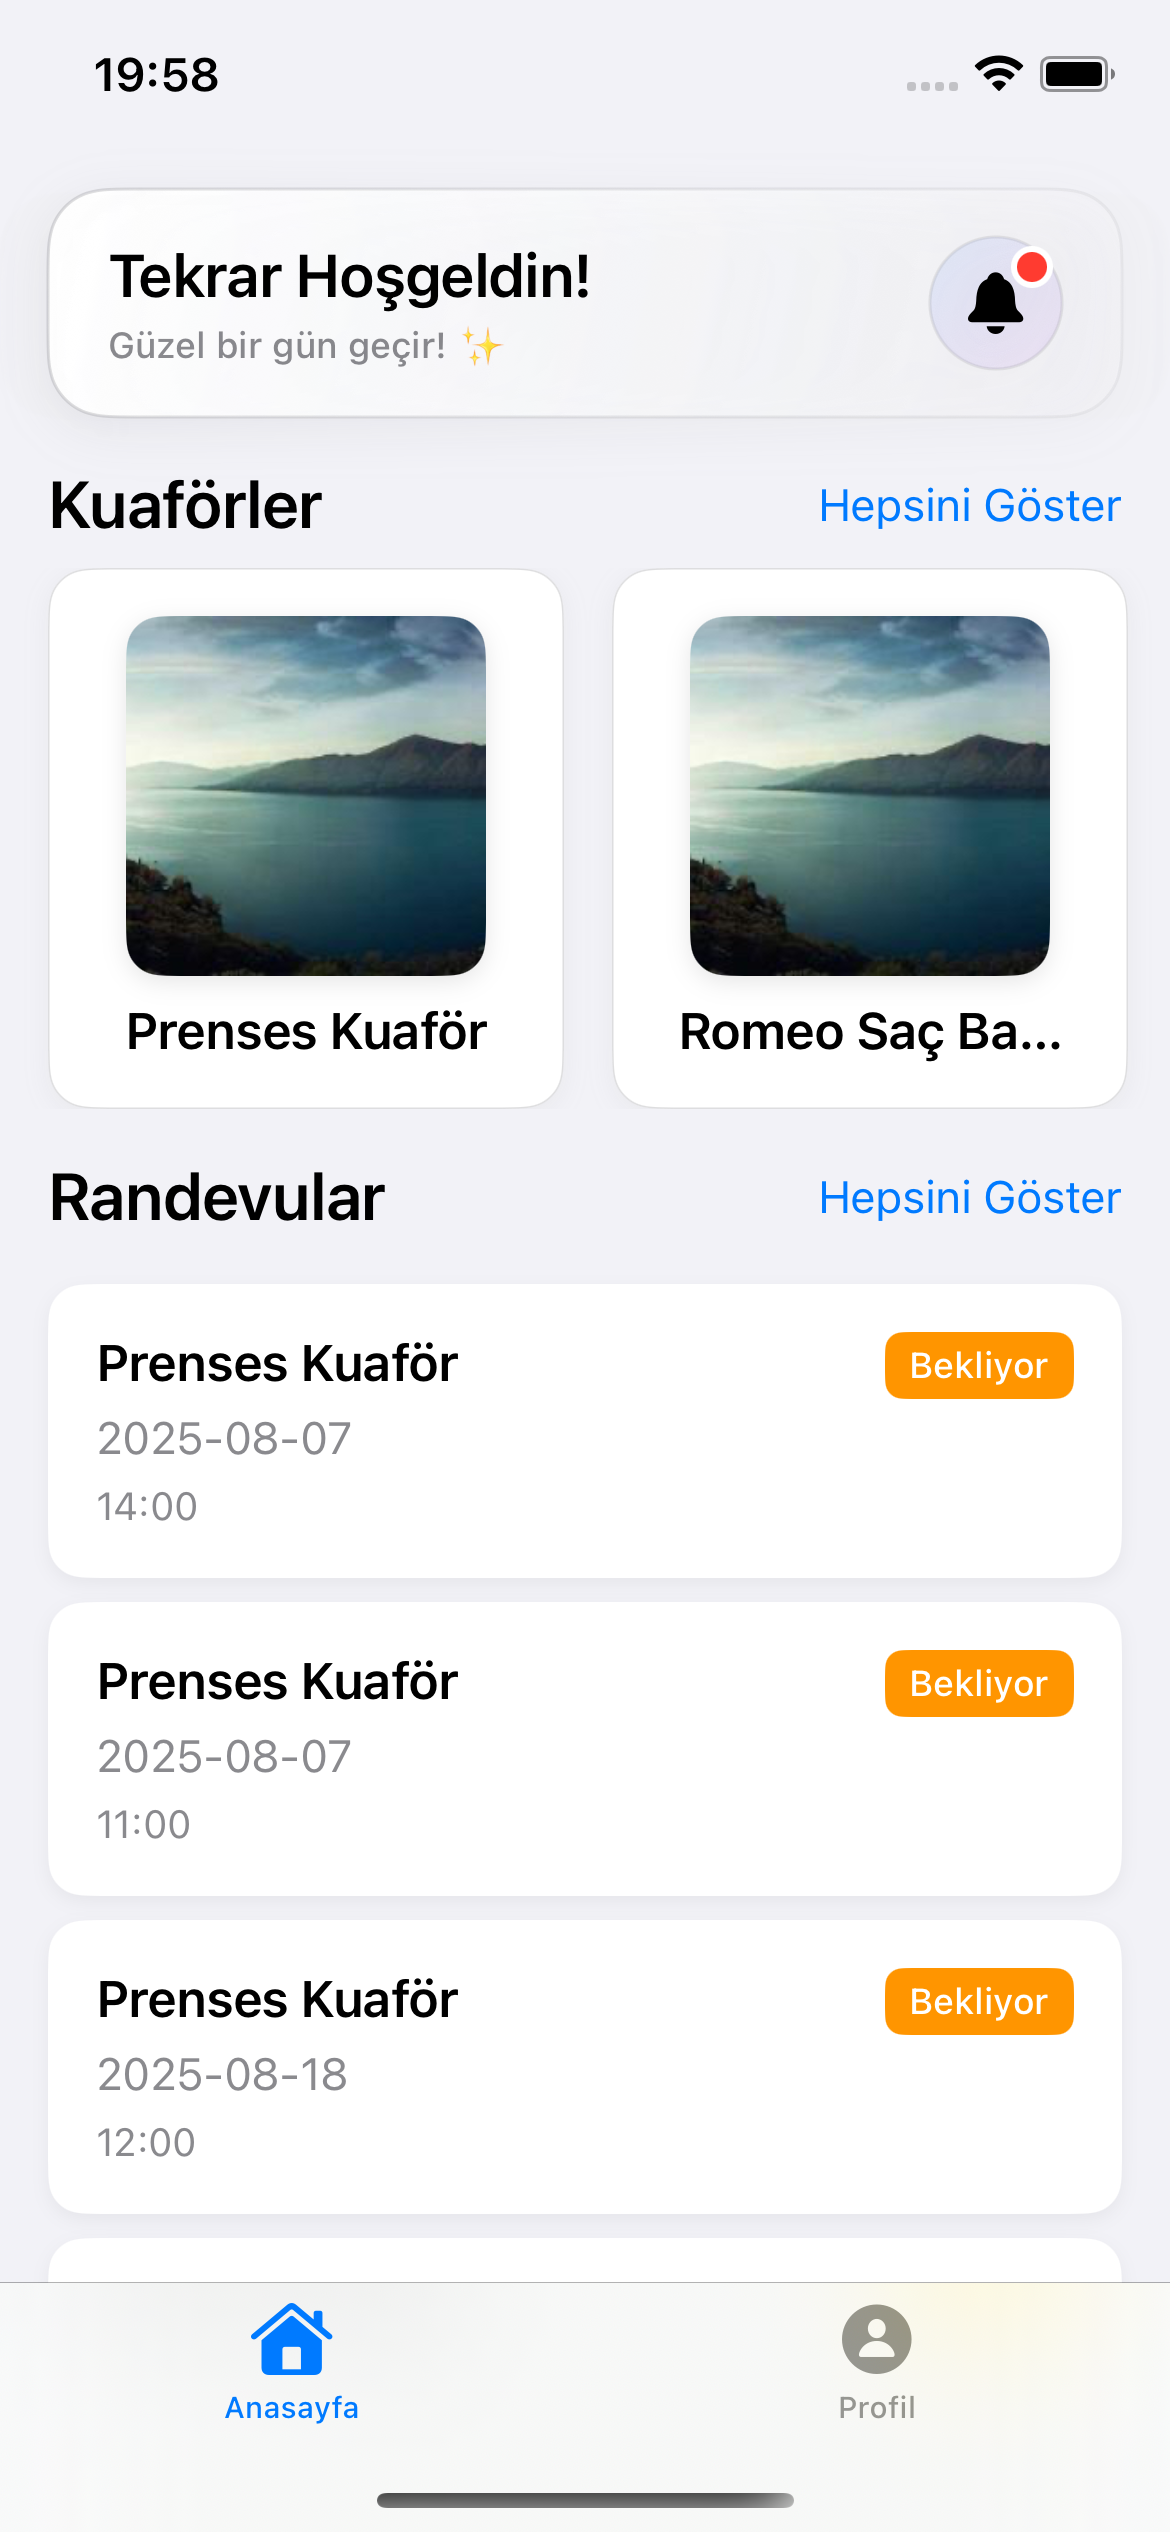 19:58
Tekrar Hoşgeldin!
Güzel bir gün geçir! ✨
Kuaförler
Hepsini Göster
Prenses Kuaför
Romeo Saç Ba...
Randevular
Hepsini Göster
Prenses Kuaför
Bekliyor
2025-08-07
14:00
Prenses Kuaför
Bekliyor
2025-08-07
11:00
Prenses Kuaför
Bekliyor
2025-08-18
12:00
Anasayfa
Profil